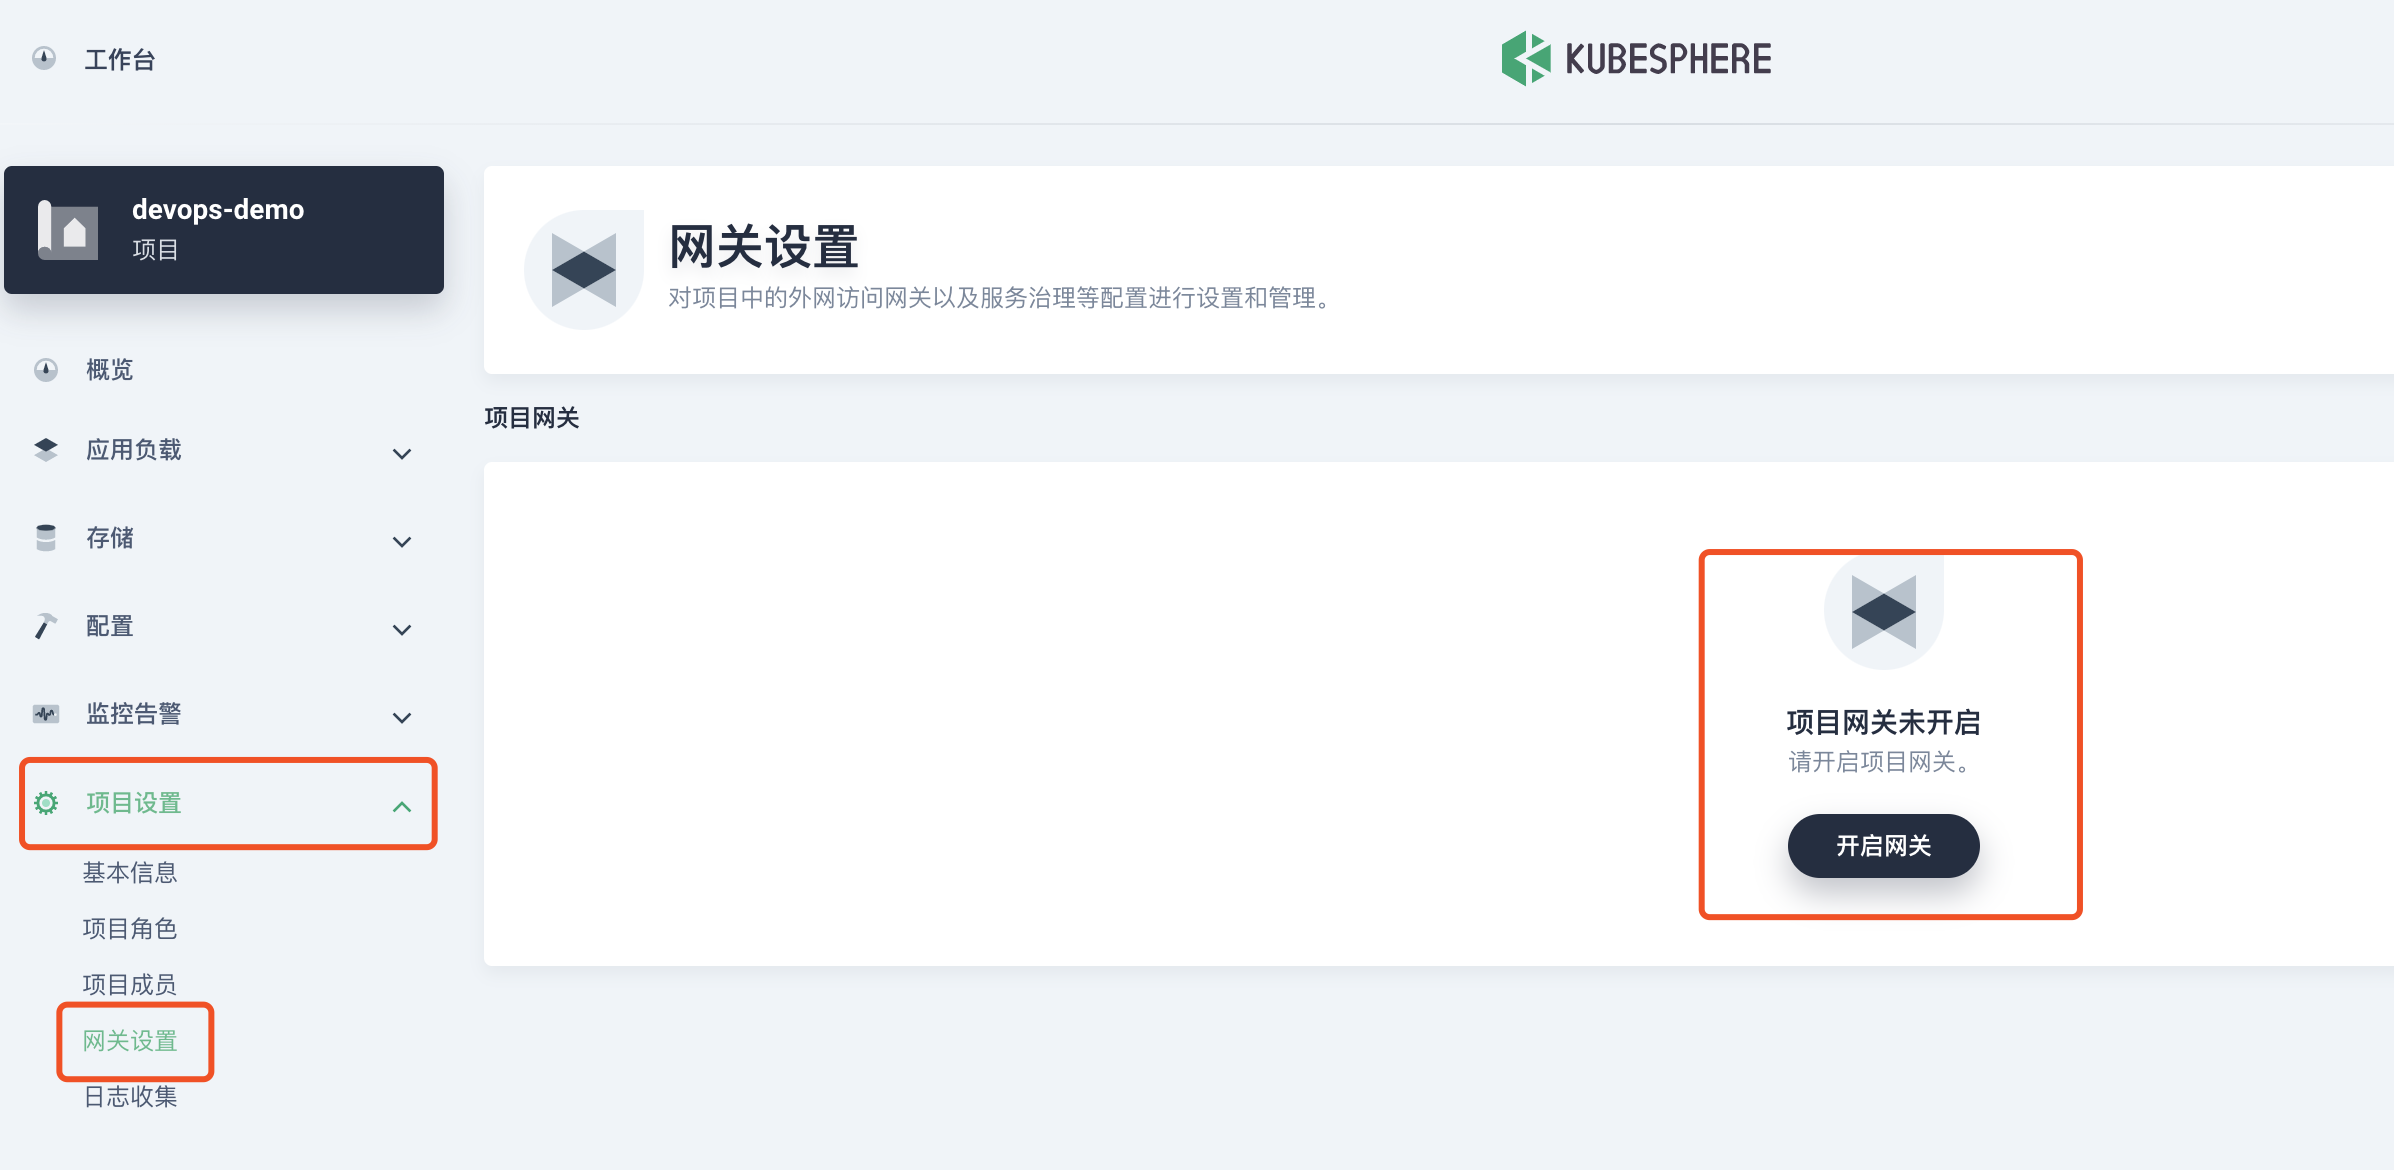 工作台
KUBESPHERE
devops-demo
项目
概览
应用负载
存储
配置
监控告警
项目设置
基本信息
项目角色
项目成员
网关设置
日志收集
网关设置
对项目中的外网访问网关以及服务治理等配置进行设置和管理。
项目网关
项目网关未开启
请开启项目网关。
开启网关